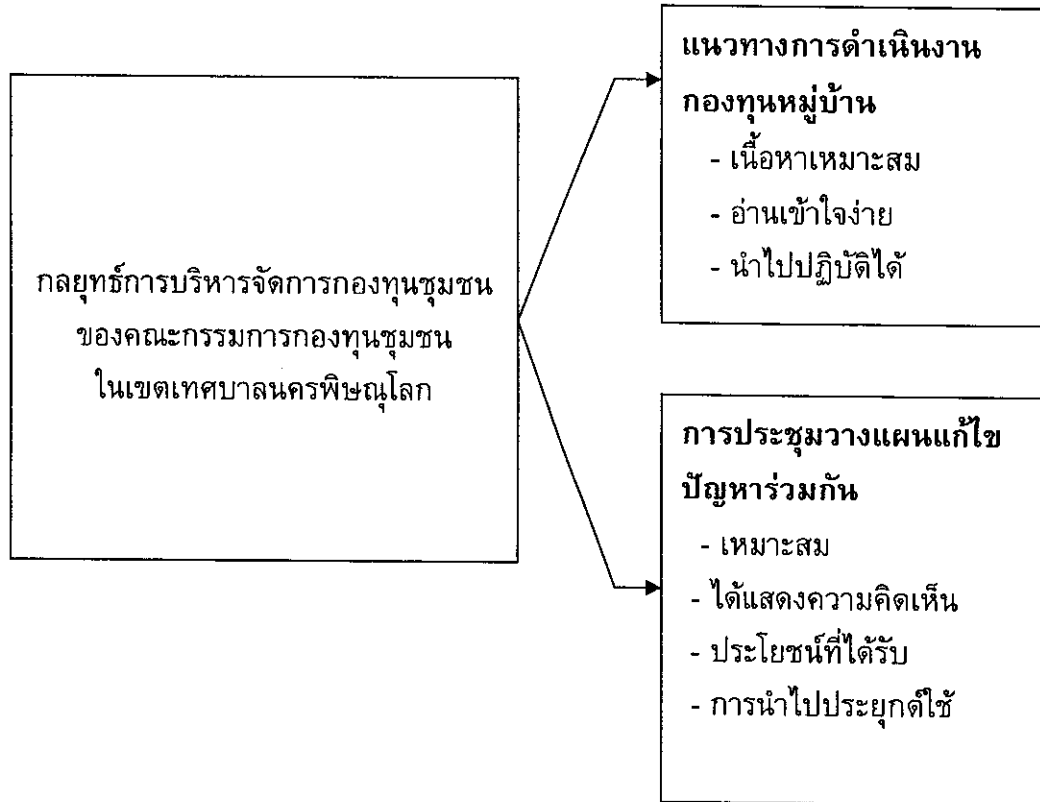 กลยุทธ์การบริหารจัดการกองทุนชุมชน
ของคณะกรรมการกองทุนชุมชน
ในเขตเทศบาลนครพิษณุโลก
แนวทางการดำเนินงาน
กองทุนหมู่บ้าน
- เนื้อหาเหมาะสม
- อ่านเข้าใจง่าย
- นำไปปฏิบัติได้
การประชุมวางแผนแก้ไข
ปัญหาร่วมกัน
- เหมาะสม
- ได้แสดงความคิดเห็น
- ประโยชน์ที่ได้รับ
- การนำไปประยุกต์ใช้